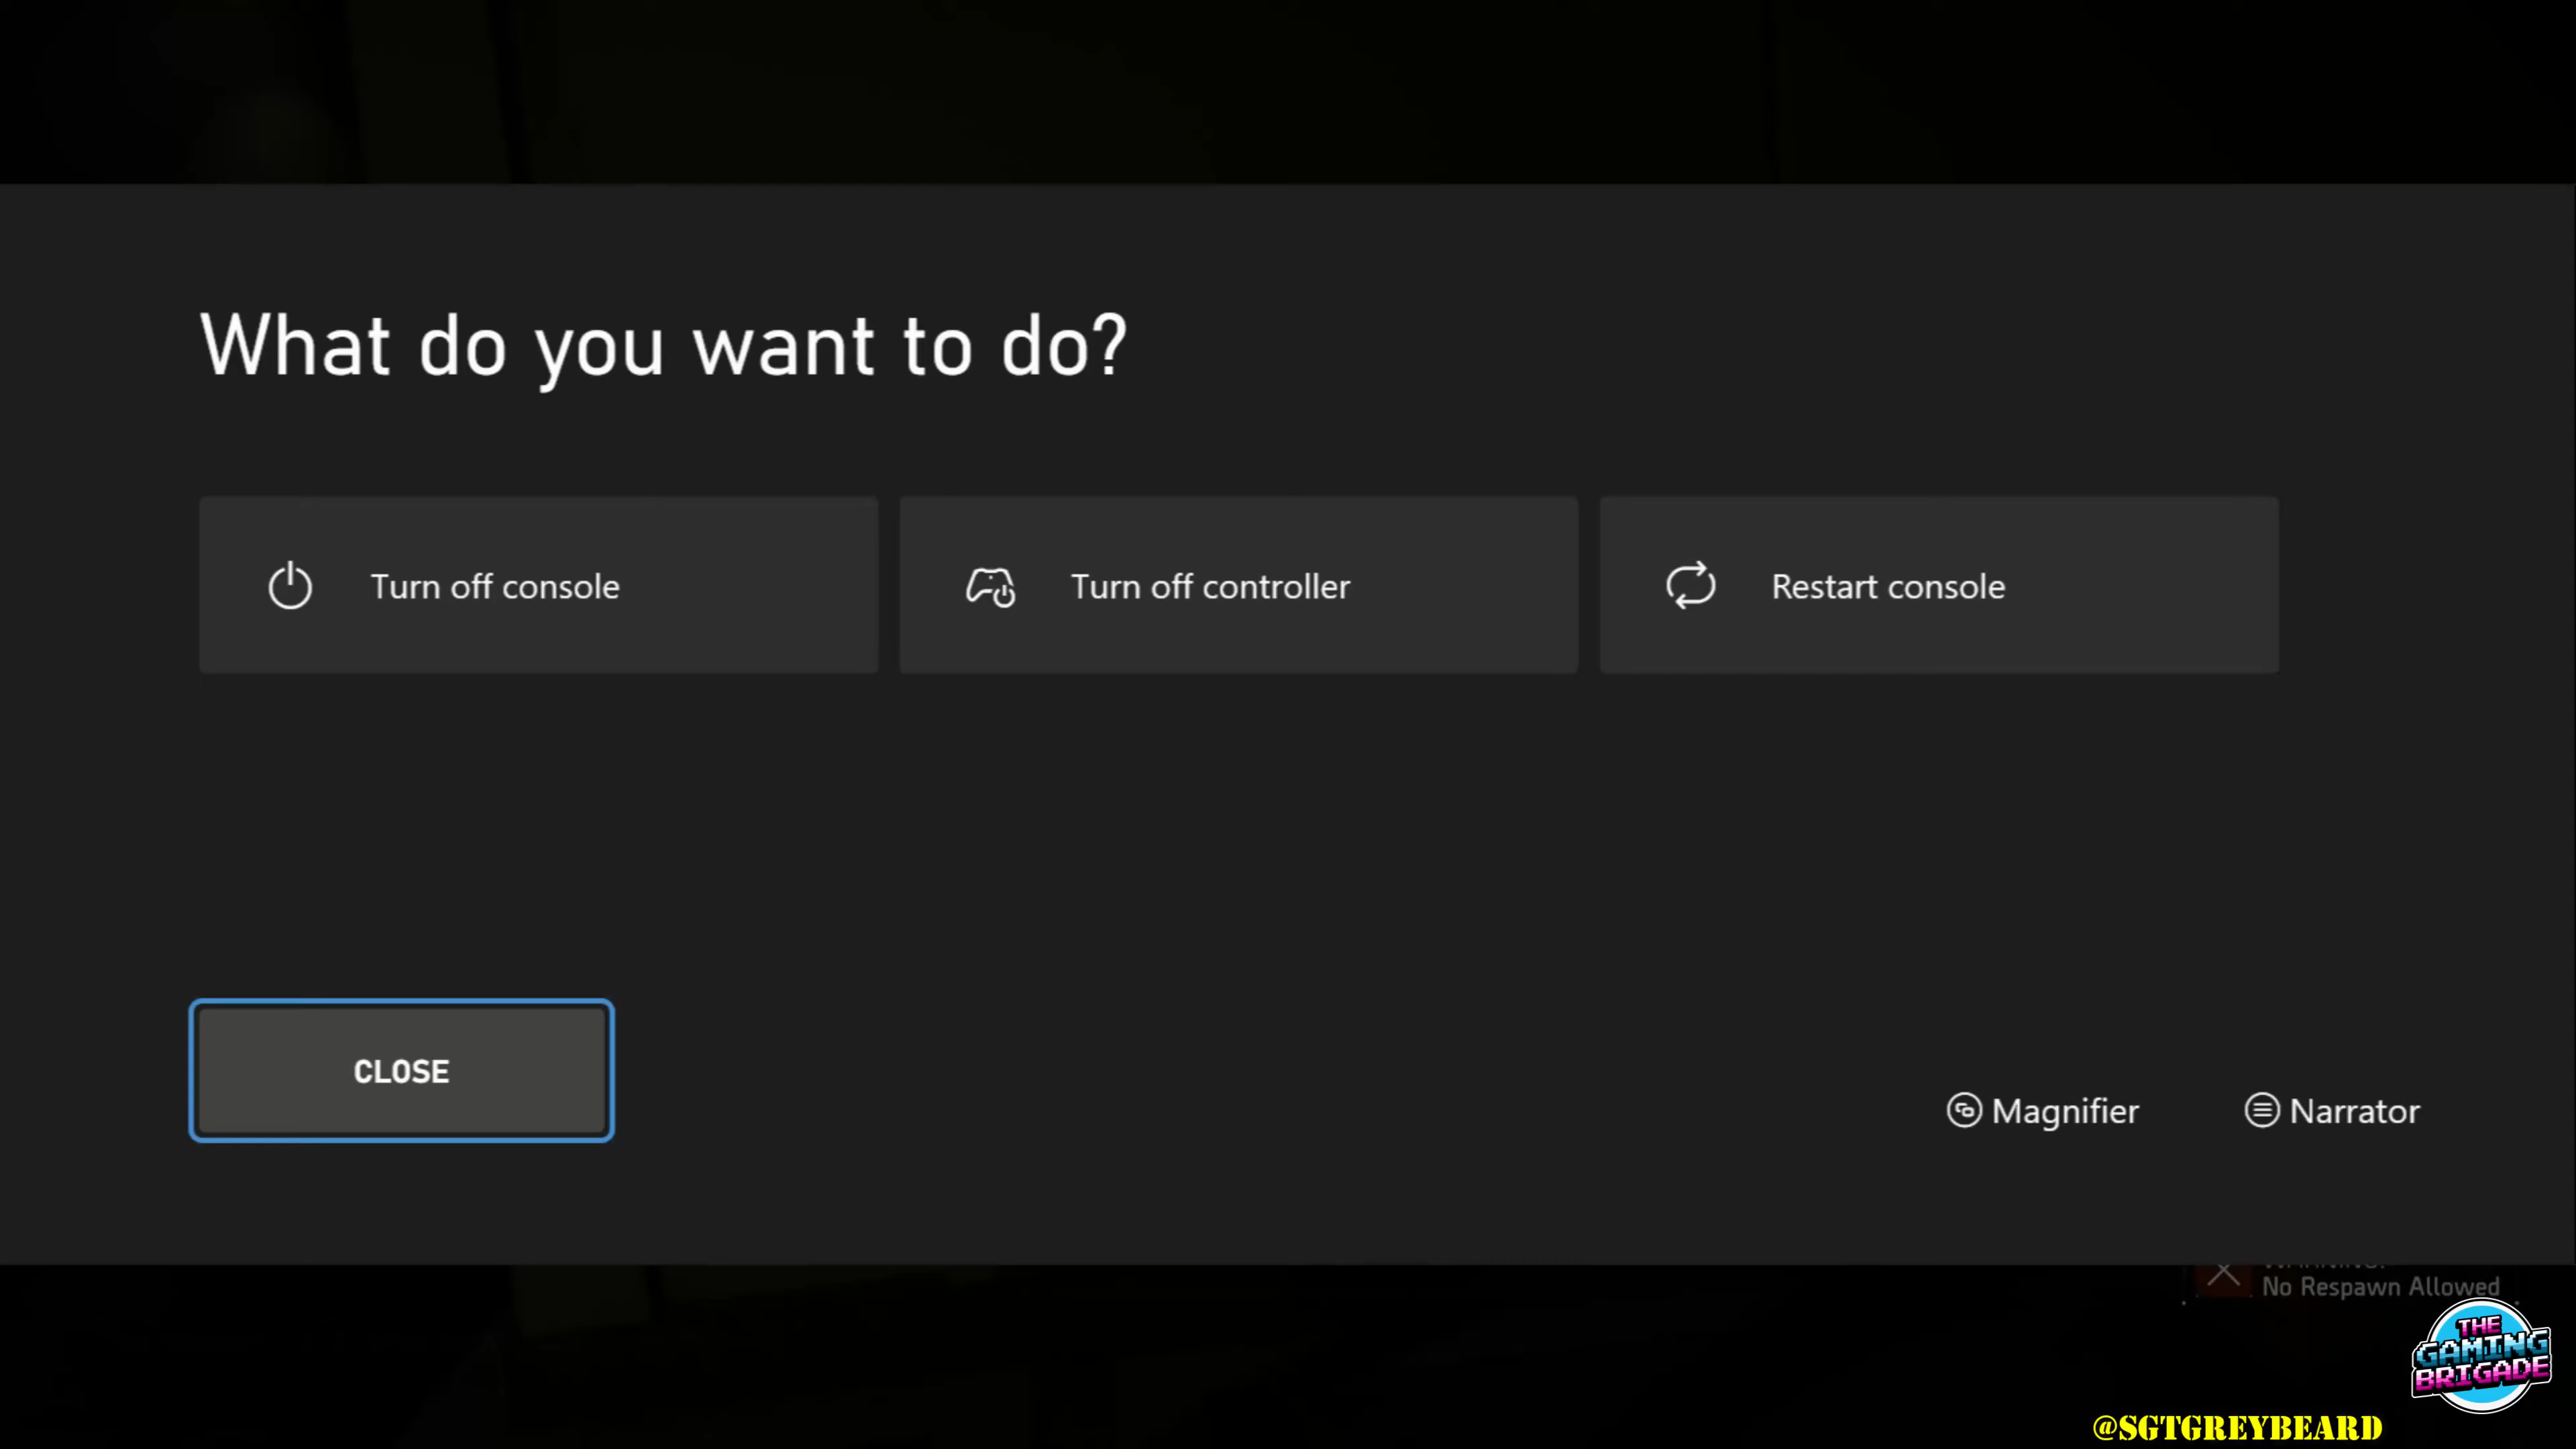 What do you want to do?
Turn off console
Turn off controller
Restart console
CLOSE
Magnifier
Narrator
WARNING:
No Respawn Allowed
THE
GAMING
BRIGADE
@SGTGREYBEARD